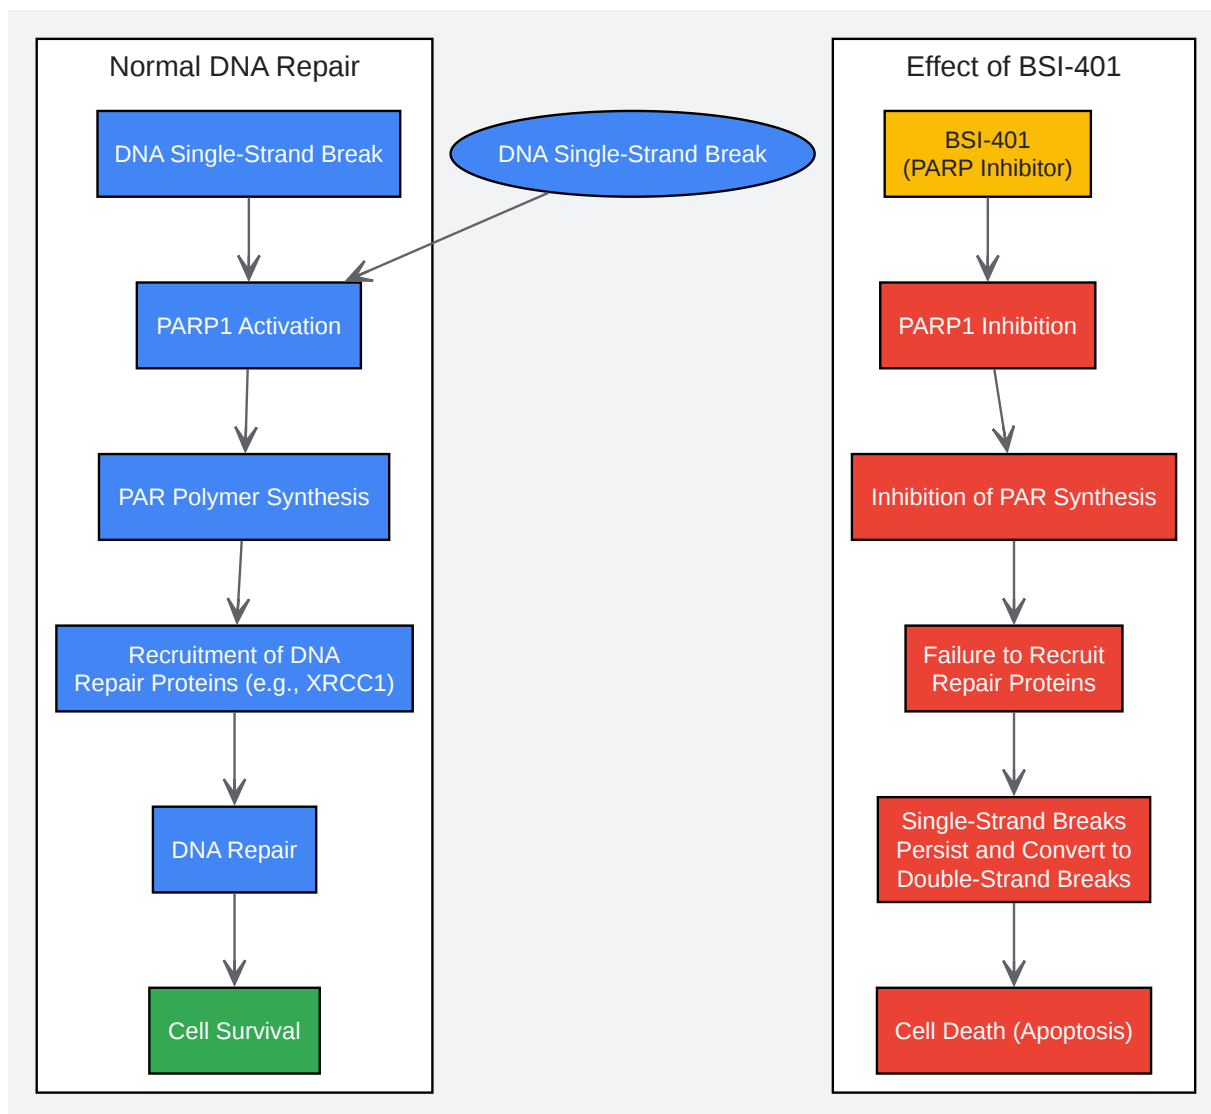 Normal DNA Repair
DNA Single-Strand Break
PARP1 Activation
PAR Polymer Synthesis
Recruitment of DNA
Repair Proteins (e.g., XRCC1)
DNA Repair
Cell Survival
DNA Single-Strand Break
Effect of BSI-401
BSI-401
(PARP Inhibitor)
PARP1 Inhibition
Inhibition of PAR Synthesis
Failure to Recruit
Repair Proteins
Single-Strand Breaks
Persist and Convert to
Double-Strand Breaks
Cell Death (Apoptosis)